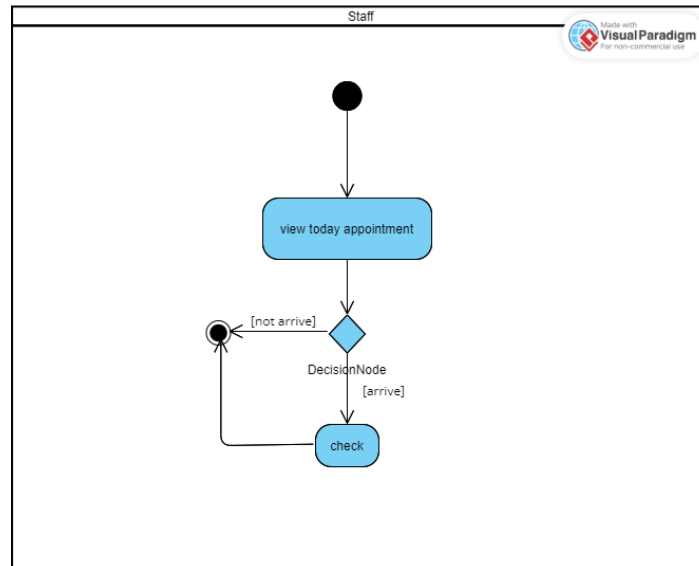 Staff
Made with
Visual Paradigm
For non-commercial use
view today appointment
[not arrive]
DecisionNode
[arrive]
check